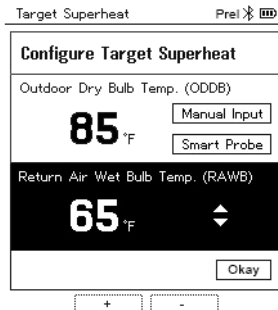 Target Superheat Prel
Configure Target Superheat
Outdoor Dry Bulb Temp. (ODDB)
85 °F
Manual Input
Smart Probe
Return Air Wet Bulb Temp. (RAWB)
65 °F
Okay
+ -